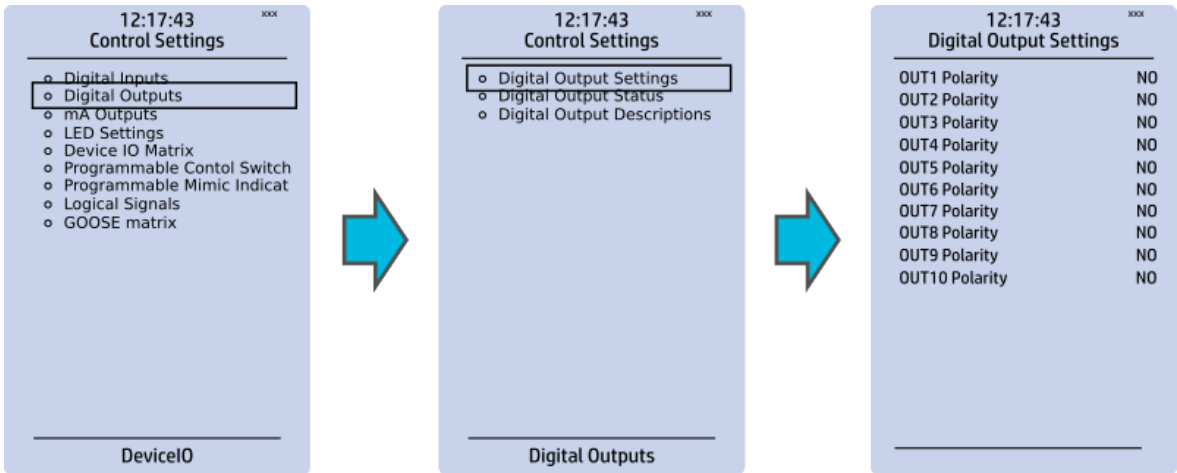 12:17:43 xxx
Control Settings
Digital Inputs
Digital Outputs
mA Outputs
LED Settings
Device IO Matrix
Programmable Contol Switch
Programmable Mimic Indicat
Logical Signals
GOOSE matrix
DeviceIO
12:17:43 xxx
Control Settings
Digital Output Settings
Digital Output Status
Digital Output Descriptions
Digital Outputs
12:17:43 xxx
Digital Output Settings
OUT1 Polarity NO
OUT2 Polarity NO
OUT3 Polarity NO
OUT4 Polarity NO
OUT5 Polarity NO
OUT6 Polarity NO
OUT7 Polarity NO
OUT8 Polarity NO
OUT9 Polarity NO
OUT10 Polarity NO